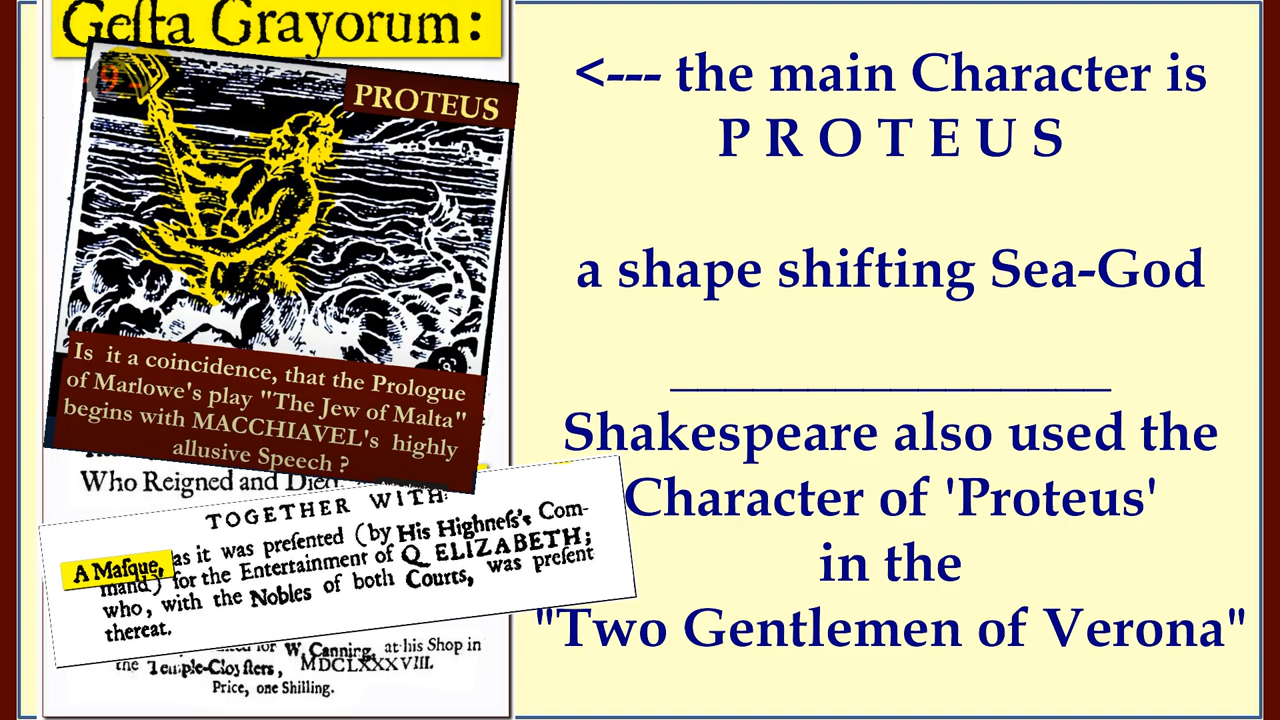 Geſta Grayorum:
9
PROTEUS
Is it a coincidence, that the Prologue
of Marlowe's play "The Jew of Malta"
begins with MACCHIAVEL's highly
allusive Speech ?
Who Reigned and Died
TOGETHER WITH
A Maſque, as it was preſented (by His Highneſs's Com-
mand) for the Entertainment of Q ELIZABETH;
who, with the Nobles of both Courts, was preſent
thereat.
for W. Canning, at his Shop in
the Temple-Cloyſters, MDCLXXXVIII.
Price, one Shilling.
<--- the main Character is
P R O T E U S
a shape shifting Sea-God
Shakespeare also used the
Character of 'Proteus'
in the
"Two Gentlemen of Verona"